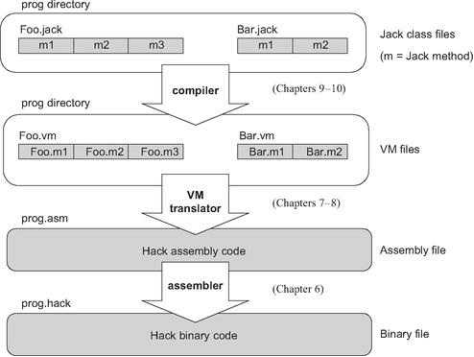 prog directory
Foo.jack Bar.jack Jack class files
m1 m2 m3 m1 m2 (m = Jack method)
compiler (Chapters 9–10)
prog directory
Foo.vm Bar.vm
Foo.m1 Foo.m2 Foo.m3 Bar.m1 Bar.m2 VM files
VM
translator (Chapters 7–8)
prog.asm
Hack assembly code Assembly file
assembler (Chapter 6)
prog.hack
Hack binary code Binary file